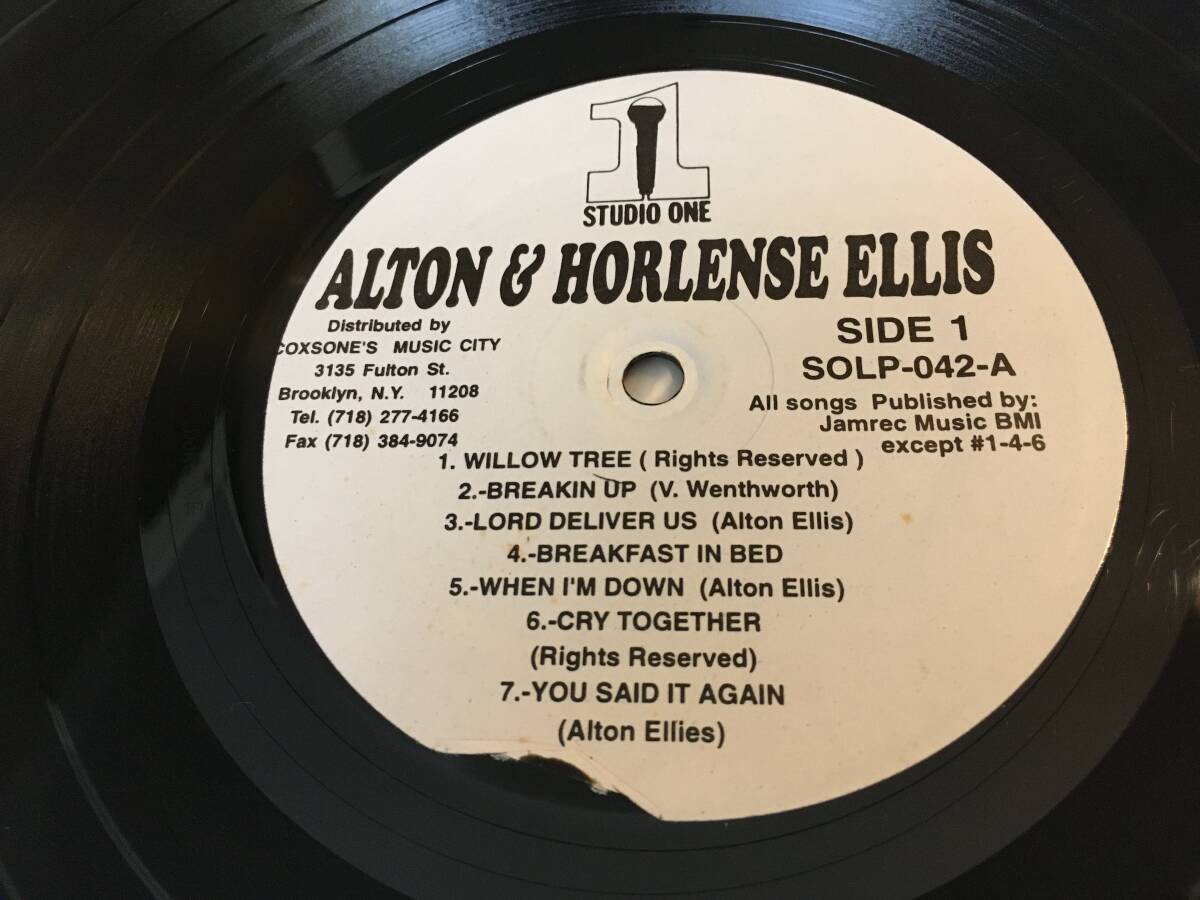 1
STUDIO ONE
ALTON & HORLENSE ELLIS
Distributed by
COXSONE'S MUSIC CITY
3135 Fulton St.
Brooklyn, N.Y. 11208
Tel. (718) 277-4166
Fax (718) 384-9074
SIDE 1
SOLP-042-A
All songs Published by:
Jamrec Music BMI
except #1-4-6
1. WILLOW TREE ( Rights Reserved )
2.-BREAKIN UP (V. Wenthworth)
3.-LORD DELIVER US (Alton Ellis)
4.-BREAKFAST IN BED
5.-WHEN I'M DOWN (Alton Ellis)
6.-CRY TOGETHER
(Rights Reserved)
7.-YOU SAID IT AGAIN
(Alton Ellies)